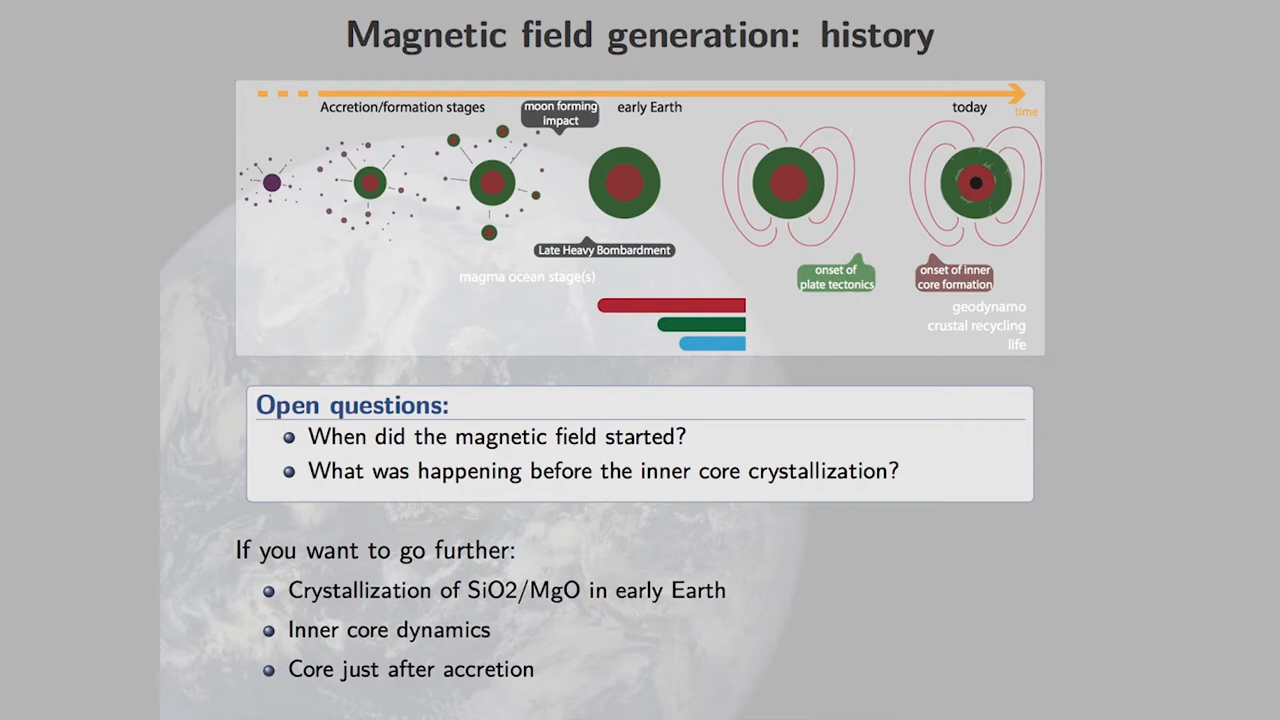 Magnetic field generation: history
Accretion/formation stages
moon forming
impact
early Earth
today
time
Late Heavy Bombardment
magma ocean stage(s)
onset of
plate tectonics
onset of inner
core formation
geodynamo
crustal recycling
life
Open questions:
When did the magnetic field started?
What was happening before the inner core crystallization?
If you want to go further:
Crystallization of SiO2/MgO in early Earth
Inner core dynamics
Core just after accretion